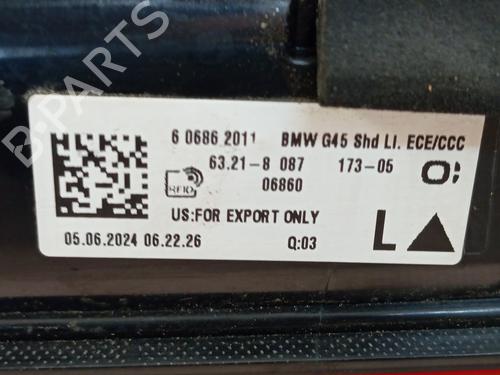 6 0686 2011 BMW G45 Shd LI. ECE/CCC
63.21-8 087 173-05
RFID 06860
US:FOR EXPORT ONLY
05.06.2024 06.22.26 Q:03 L
B-PARTS